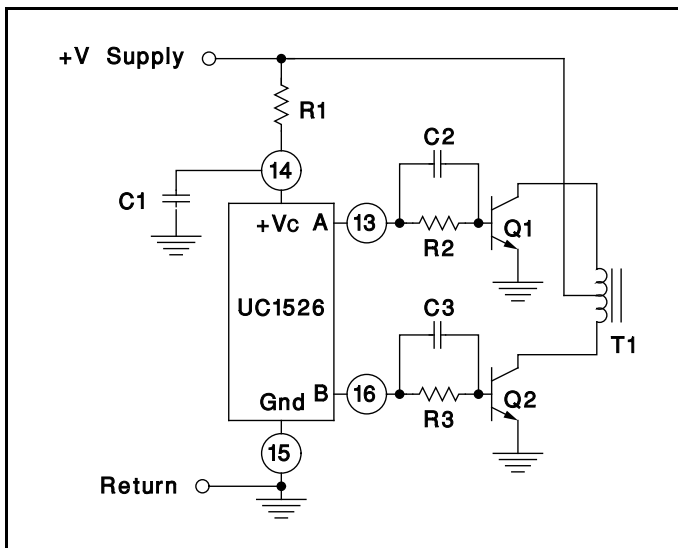 +V Supply
R1
C2
14
C1
+Vc A
13
R2
Q1
UC1526
C3
T1
B
16
Gnd
R3
Q2
15
Return